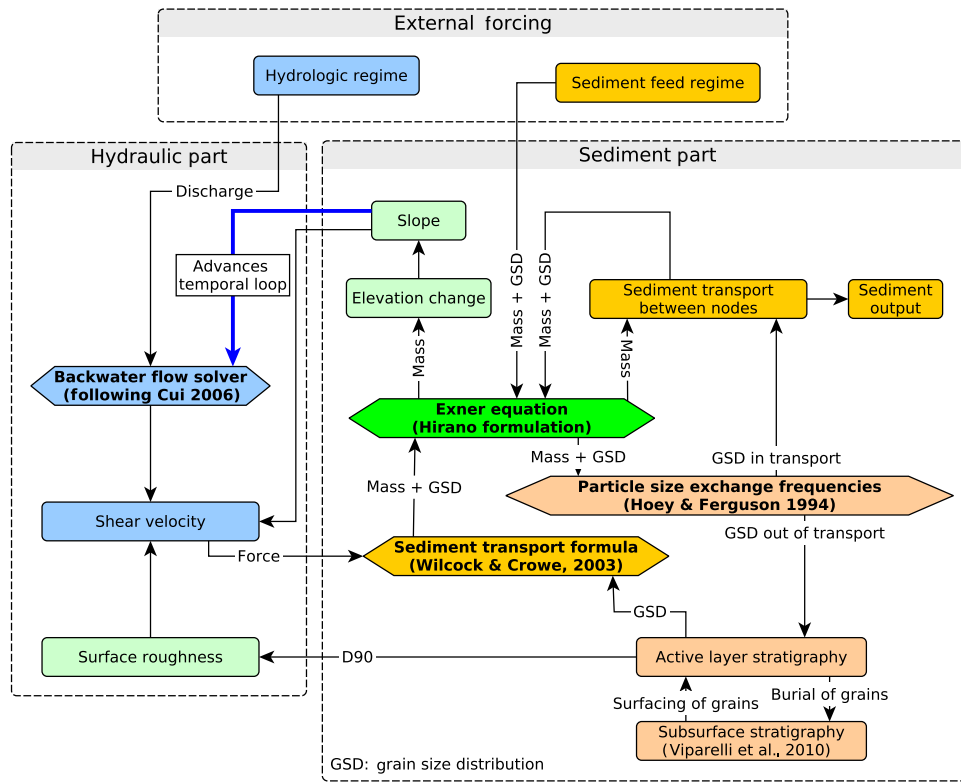 External forcing
Hydrologic regime
Sediment feed regime
Hydraulic part
Sediment part
Discharge
Slope
Advances
temporal loop
Mass + GSD
Mass + GSD
Elevation change
Sediment transport
between nodes
Sediment
output
Mass
Mass
Backwater flow solver
(following Cui 2006)
Exner equation
(Hirano formulation)
Mass + GSD
GSD in transport
Mass + GSD
Particle size exchange frequencies
(Hoey & Ferguson 1994)
Shear velocity
GSD out of transport
Force
Sediment transport formula
(Wilcock & Crowe, 2003)
GSD
Surface roughness
D90
Active layer stratigraphy
Surfacing of grains
Burial of grains
Subsurface stratigraphy
(Viparelli et al., 2010)
GSD: grain size distribution